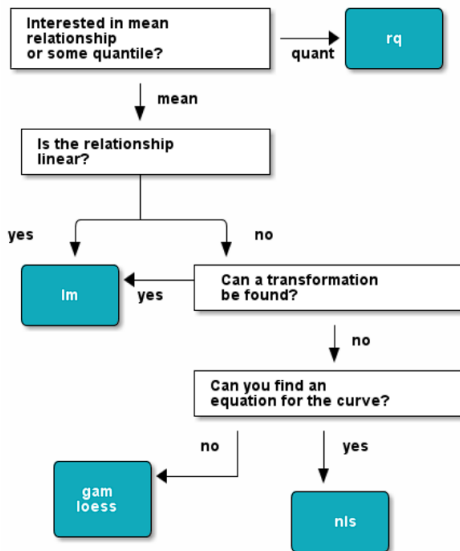 Interested in mean
relationship
or some quantile?
quant
rq
mean
Is the relationship
linear?
yes
no
lm
yes
Can a transformation
be found?
no
Can you find an
equation for the curve?
no
yes
gam
loess
nls